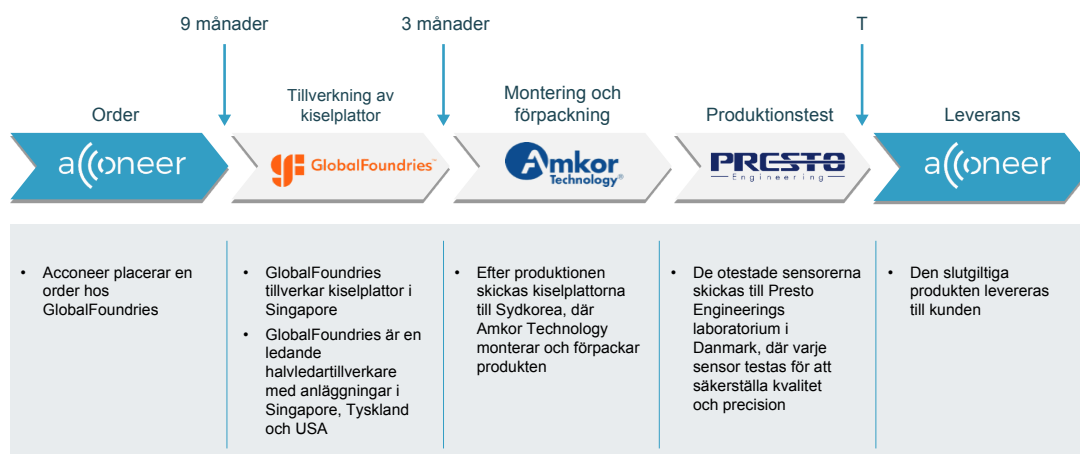 9 månader
3 månader
T
Order
Tillverkning av
kiselplattor
Montering och
förpackning
Produktionstest
Leverans
acconeer
GlobalFoundries™
Amkor
Technology®
PRESTO
Engineering
acconeer
• Acconeer placerar en
order hos
GlobalFoundries
• GlobalFoundries
tillverkar kiselplattor i
Singapore
• GlobalFoundries är en
ledande
halvledartillverkare
med anläggningar i
Singapore, Tyskland
och USA
• Efter produktionen
skickas kiselplattorna
till Sydkorea, där
Amkor Technology
monterar och förpackar
produkten
• De otestade sensorerna
skickas till Presto
Engineerings
laboratorium i
Danmark, där varje
sensor testas för att
säkerställa kvalitet
och precision
• Den slutgiltiga
produkten levereras
till kunden